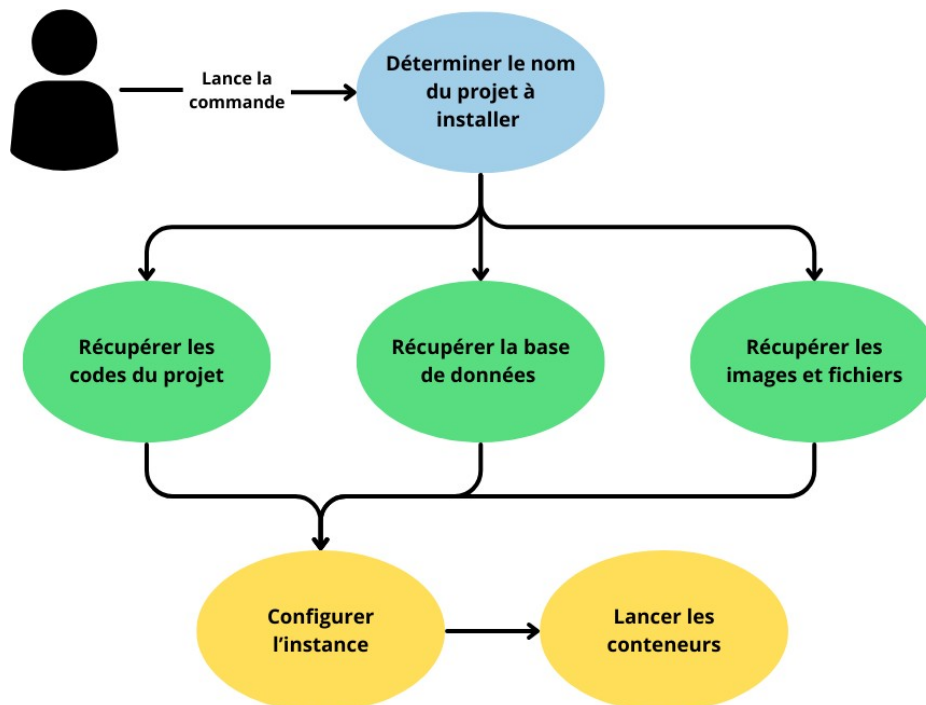 Lance la
commande
Déterminer le nom
du projet à
installer
Récupérer les
codes du projet
Récupérer la base
de données
Récupérer les
images et fichiers
Configurer
l’instance
Lancer les
conteneurs